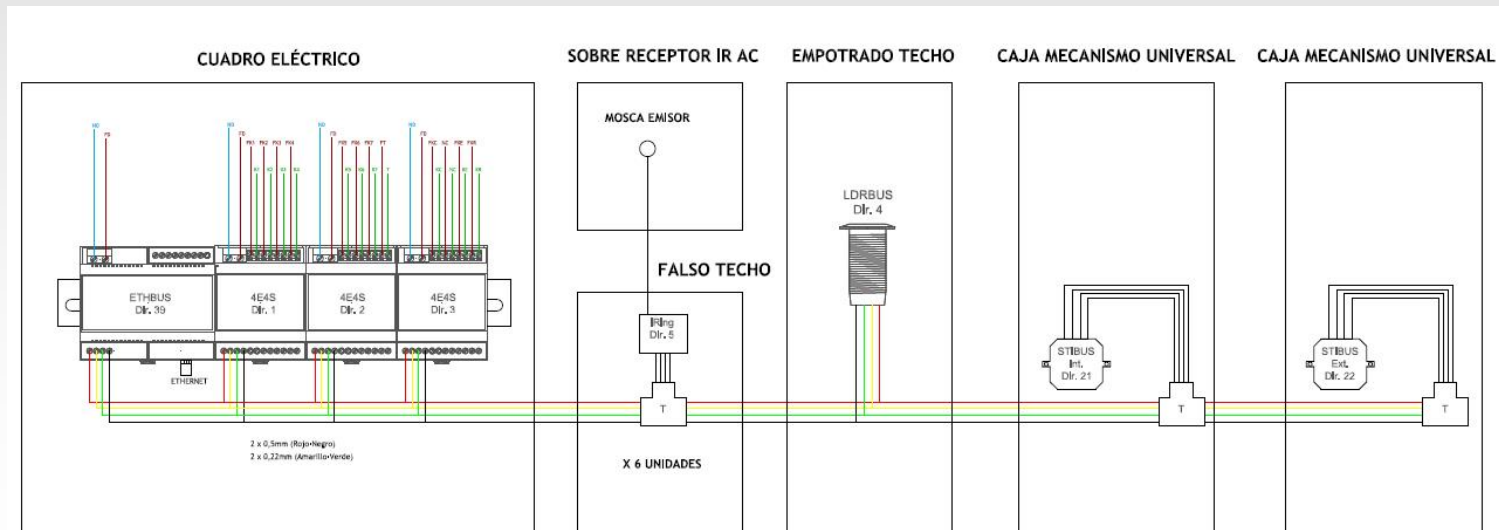 CUADRO ELÉCTRICO
SOBRE RECEPTOR IR AC
EMPOTRADO TECHO
CAJA MECANISMO UNIVERSAL
CAJA MECANISMO UNIVERSAL
MOSCA EMISOR
LDRBUS
Dir. 4
FALSO TECHO
ETHBUS
Dir. 39
4E4S
Dir. 1
4E4S
Dir. 2
4E4S
Dir. 3
IRing
Dir. 5
STIBUS
Int.
Dir. 21
STIBUS
Ext.
Dir. 22
ETHERNET
T
T
T
2 x 0,5mm (Rojo+Negro)
2 x 0,22mm (Amarillo+Verde)
X 6 UNIDADES